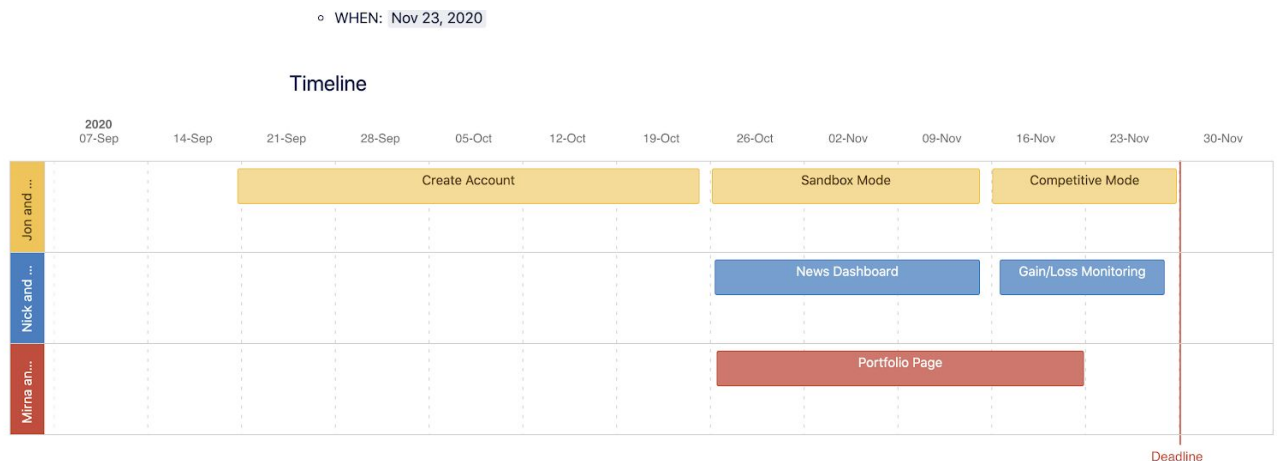 WHEN: Nov 23, 2020
Timeline
2020
07-Sep 14-Sep 21-Sep 28-Sep 05-Oct 12-Oct 19-Oct 26-Oct 02-Nov 09-Nov 16-Nov 23-Nov 30-Nov
Jon and ...
Create Account Sandbox Mode Competitive Mode
Nick and ...
News Dashboard Gain/Loss Monitoring
Mirna an...
Portfolio Page
Deadline